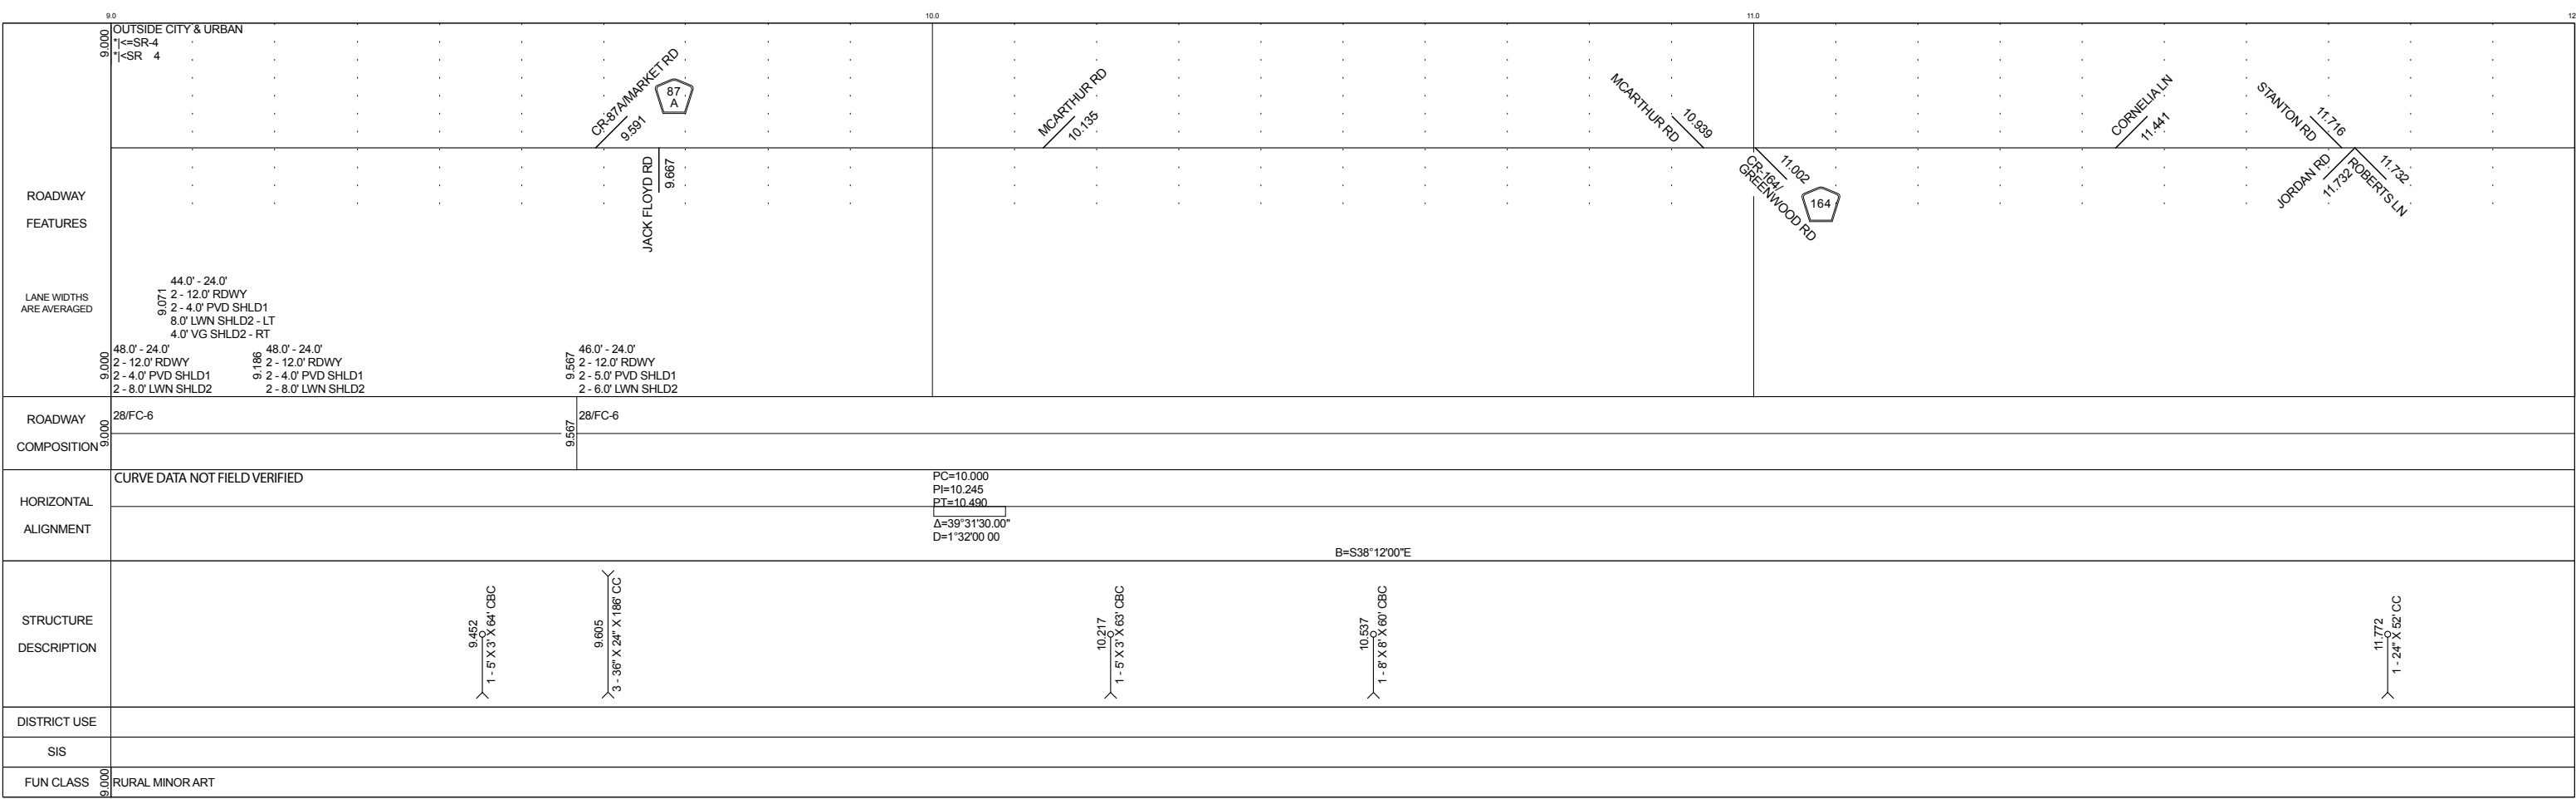 9.0
10.0
11.0
12
OUTSIDE CITY & URBAN
*|<=SR-4
*|<SR 4
9.000
CR-87A/MARKET RD
9.591
87
A
JACK FLOYD RD
9.667
MCARTHUR RD
10.135
MCARTHUR RD
10.939
CR-164/
GREENWOOD RD
11.002
164
CORNELIA LN
11.441
STANTON RD
11.716
JORDAN RD
11.732
ROBERTS LN
11.732
ROADWAY
FEATURES
LANE WIDTHS
ARE AVERAGED
9.071
44.0' - 24.0'
2 - 12.0' RDWY
2 - 4.0' PVD SHLD1
8.0' LWN SHLD2 - LT
4.0' VG SHLD2 - RT
9.000
48.0' - 24.0'
2 - 12.0' RDWY
2 - 4.0' PVD SHLD1
2 - 8.0' LWN SHLD2
9.186
48.0' - 24.0'
2 - 12.0' RDWY
2 - 4.0' PVD SHLD1
2 - 8.0' LWN SHLD2
9.567
46.0' - 24.0'
2 - 12.0' RDWY
2 - 5.0' PVD SHLD1
2 - 6.0' LWN SHLD2
ROADWAY
COMPOSITION
9.000
28/FC-6
9.567
28/FC-6
HORIZONTAL
ALIGNMENT
CURVE DATA NOT FIELD VERIFIED
PC=10.000
PI=10.245
PT=10.490
Δ=39°31'30.00"
D=1°32'00 00
B=S38°12'00"E
STRUCTURE
DESCRIPTION
9.452
1 - 5' X 3' X 64' CBC
9.605
3 - 36" X 24" X 186' CC
10.217
1 - 5' X 3' X 63' CBC
10.537
1 - 8' X 8' X 60' CBC
11.772
1 - 24" X 52' CC
DISTRICT USE
SIS
FUN CLASS
9.000
RURAL MINOR ART